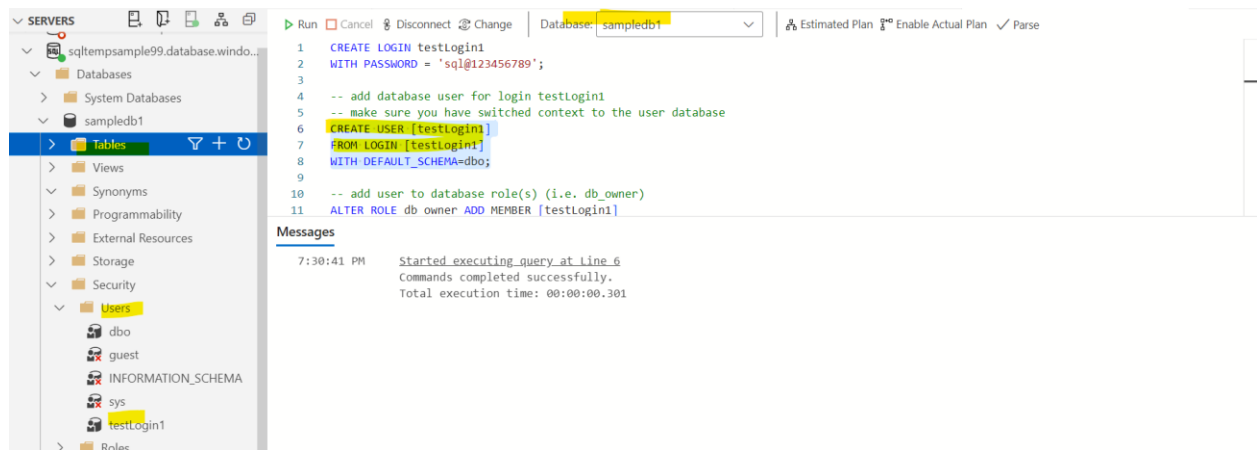 SERVERS
sqltempsample99.database.windo...
Databases
System Databases
sampledb1
Tables
Views
Synonyms
Programmability
External Resources
Storage
Security
Users
dbo
guest
INFORMATION_SCHEMA
sys
testLogin1
Roles
Run Cancel Disconnect Change Database: sampledb1 Estimated Plan Enable Actual Plan Parse
1 CREATE LOGIN testLogin1
2 WITH PASSWORD = 'sql@123456789';
3
4 -- add database user for login testLogin1
5 -- make sure you have switched context to the user database
6 CREATE USER [testLogin1]
7 FROM LOGIN [testLogin1]
8 WITH DEFAULT_SCHEMA=dbo;
9
10 -- add user to database role(s) (i.e. db_owner)
11 ALTER ROLE db_owner ADD MEMBER [testLogin1]
Messages
7:30:41 PM Started executing query at Line 6
Commands completed successfully.
Total execution time: 00:00:00.301